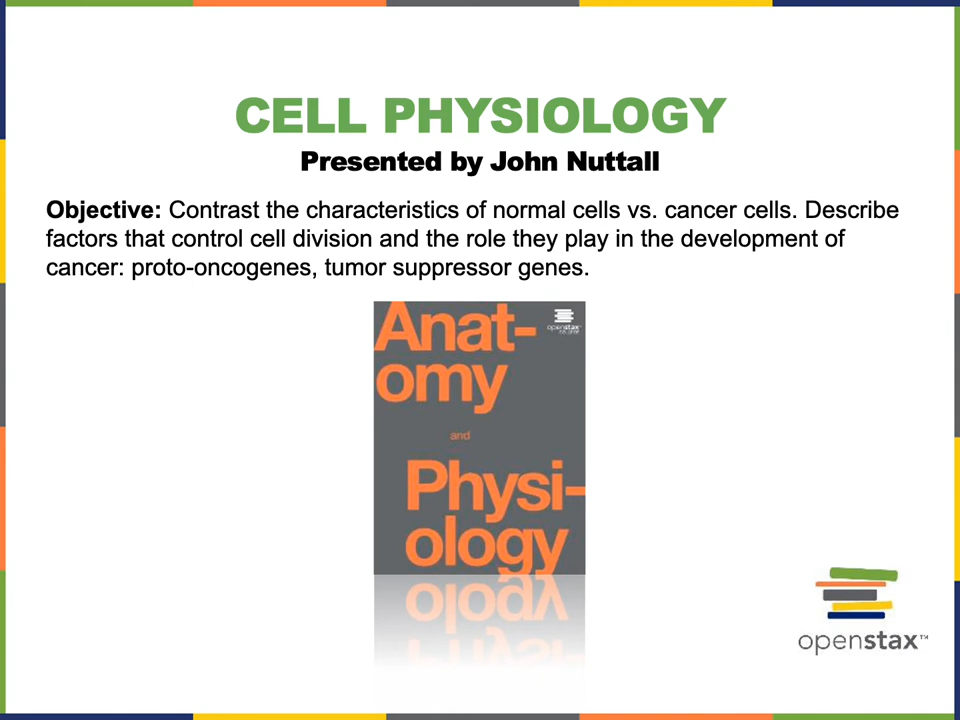 CELL PHYSIOLOGY
Presented by John Nuttall
Objective: Contrast the characteristics of normal cells vs. cancer cells. Describe
factors that control cell division and the role they play in the development of
cancer: proto-oncogenes, tumor suppressor genes.
Anat-
openstax
omy
and
Physi-
ology
openstax™